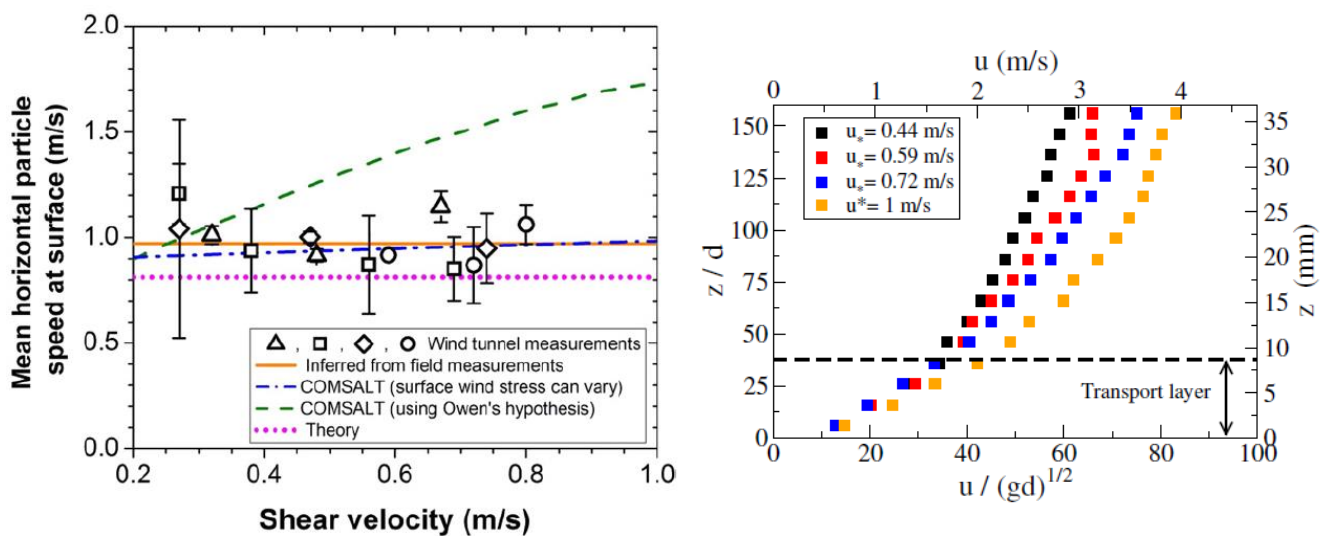 Mean horizontal particle
speed at surface (m/s)
2.0
1.5
1.0
0.5
0.0
0.2
0.4
0.6
0.8
1.0
Shear velocity (m/s)
, , , Wind tunnel measurements
Inferred from field measurements
COMSALT (surface wind stress can vary)
COMSALT (using Owen's hypothesis)
Theory
u (m/s)
0 1 2 3 4
z / d
150
125
100
75
50
25
0
u* = 0.44 m/s
u* = 0.59 m/s
u* = 0.72 m/s
u* = 1 m/s
35
30
25
20
15
10
5
0
z (mm)
Transport layer
0 20 40 60 80 100
u / (gd)^1/2